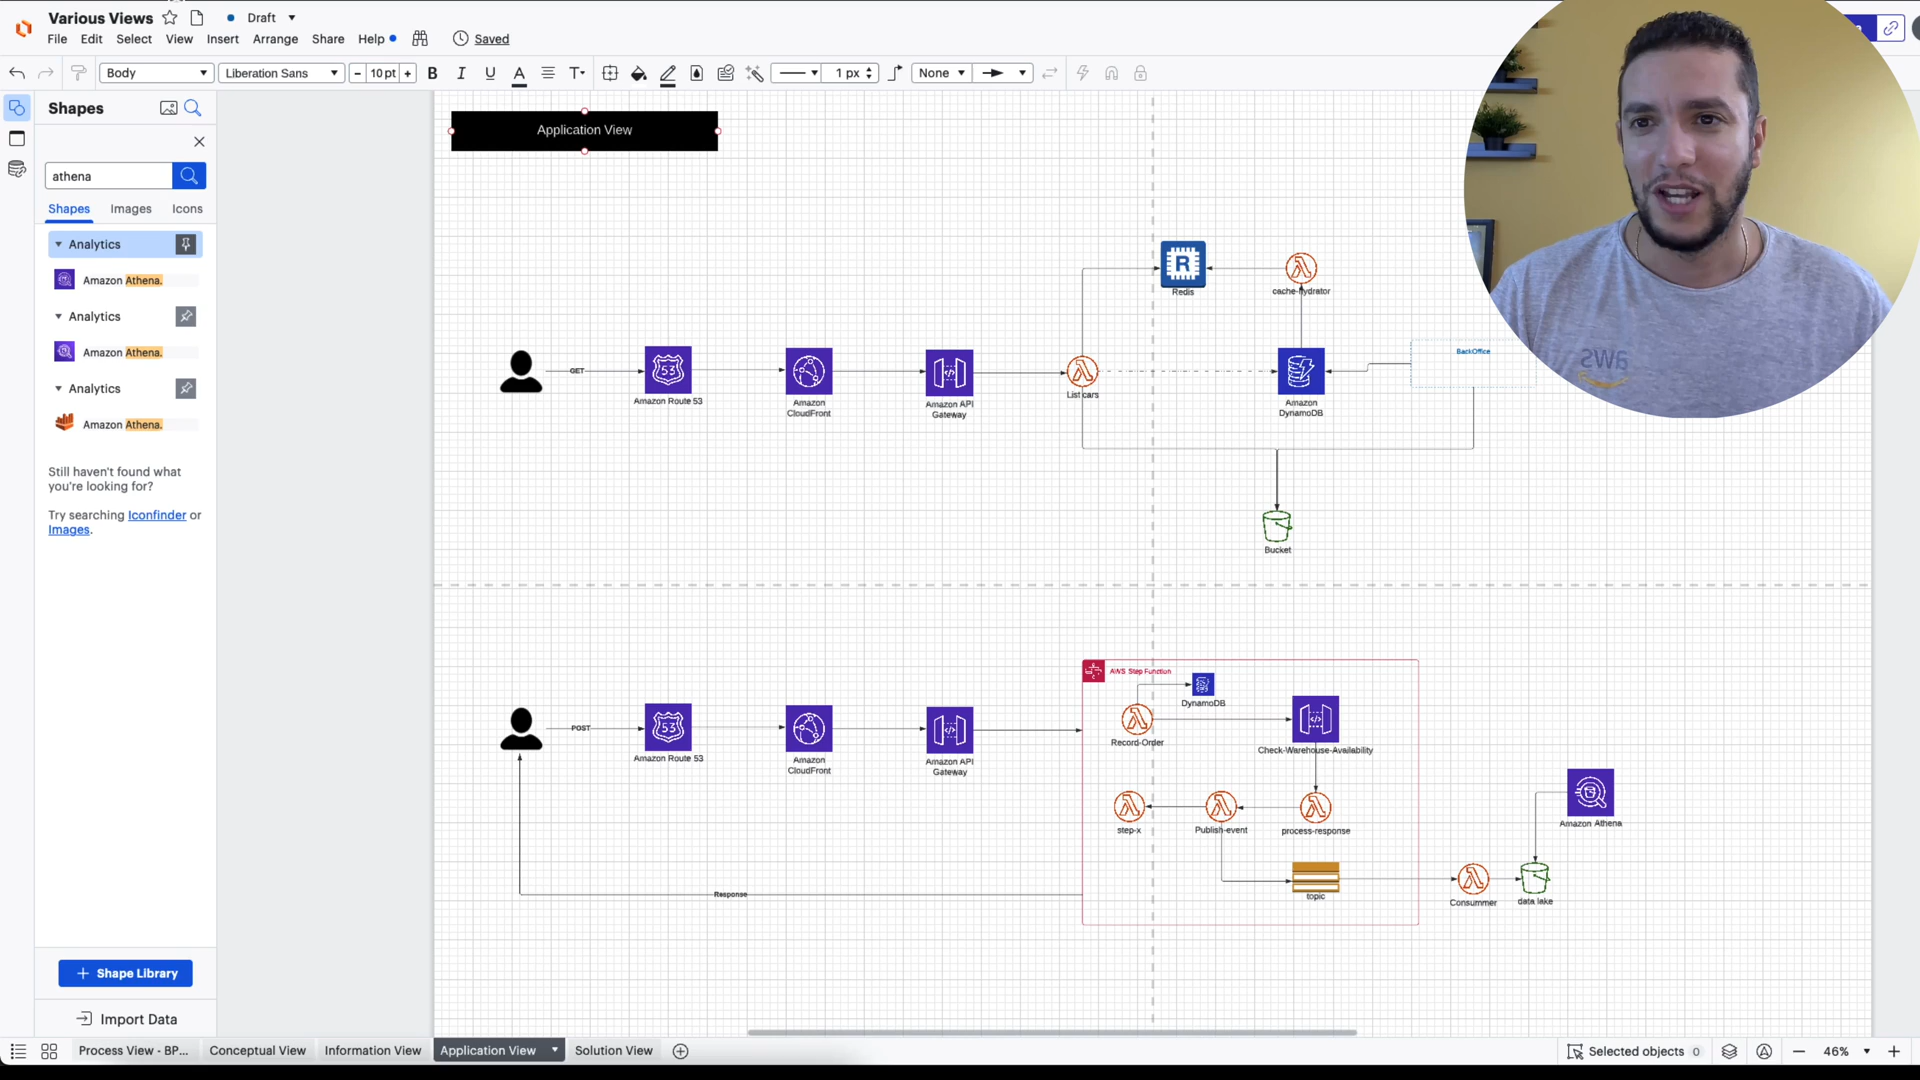 Various Views
Draft
File Edit Select View Insert Arrange Share Help
Saved
Body
Liberation Sans
10 pt
B I U A T
1 px
None
Shapes
athena
Shapes Images Icons
Analytics
Amazon Athena.
Analytics
Amazon Athena.
Analytics
Amazon Athena.
Still haven't found what
you're looking for?
Try searching Iconfinder or
Images.
+ Shape Library
Import Data
Application View
R
Redis
cache-hydrator
BackOffice
GET
53
Amazon Route 53
Amazon
CloudFront
Amazon API
Gateway
List cars
Amazon
DynamoDB
Bucket
AWS Step Function
DynamoDB
Record-Order
Check-Warehouse-Availability
POST
53
Amazon Route 53
Amazon
CloudFront
Amazon API
Gateway
step-x
Publish-event
process-response
Amazon Athena
topic
Consummer
data lake
Response
aws
Process View - BP...
Conceptual View
Information View
Application View
Solution View
Selected objects 0
46%